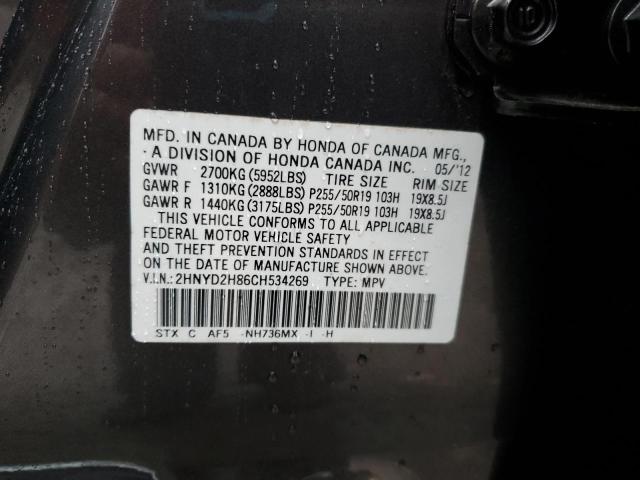 MFD. IN CANADA BY HONDA OF CANADA MFG.,
A DIVISION OF HONDA CANADA INC. 05/'12
GVWR 2700KG(5952LBS) TIRE SIZE RIM SIZE
GAWR F 1310KG(2888LBS) P255/50R19 103H 19X8.5J
GAWR R 1440KG(3175LBS) P255/50R19 103H 19X8.5J
THIS VEHICLE CONFORMS TO ALL APPLICABLE
FEDERAL MOTOR VEHICLE SAFETY
AND THEFT PREVENTION STANDARDS IN EFFECT
ON THE DATE OF MANUFACTURE SHOWN ABOVE.
V.I.N.: 2HNYD2H86CH534269 TYPE: MPV
STX C AF5 -NH736MX -I -H